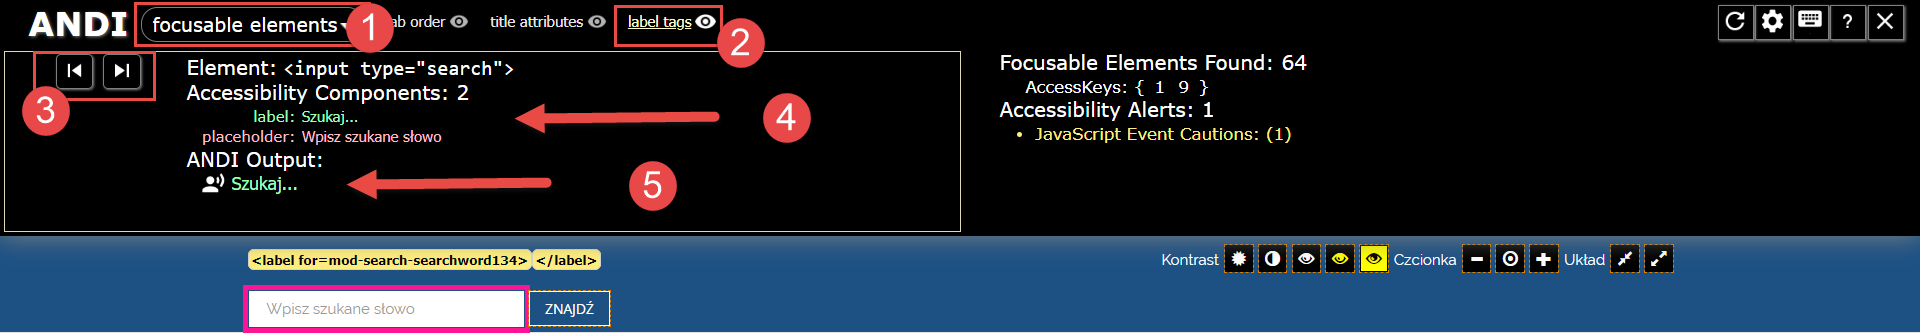 ANDI focusable elements 1 ab order title attributes label tags 2 ?
3
Element: <input type="search">
Accessibility Components: 2
label: Szukaj...
placeholder: Wpisz szukane słowo
4
ANDI Output:
Szukaj...
5
Focusable Elements Found: 64
AccessKeys: { 1 9 }
Accessibility Alerts: 1
• JavaScript Event Cautions: (1)
<label for=mod-search-searchword134></label>
Kontrast Czcionka Układ
Wpisz szukane słowo ZNAJDŹ